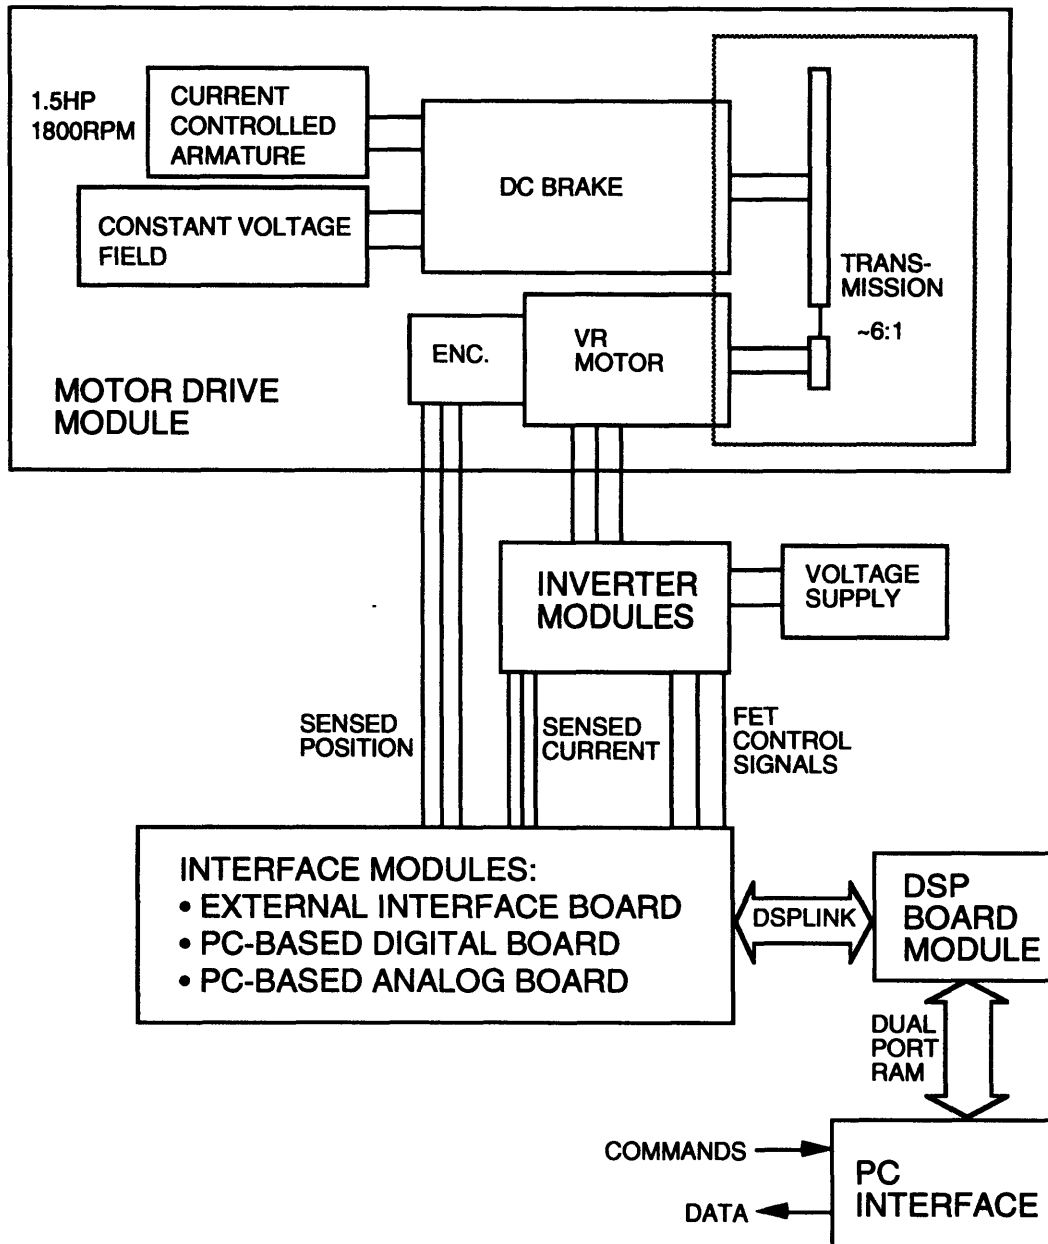 1.5HP
1800RPM
CURRENT
CONTROLLED
ARMATURE
CONSTANT VOLTAGE
FIELD
DC BRAKE
TRANS-
MISSION
~6:1
ENC.
VR
MOTOR
MOTOR DRIVE
MODULE
INVERTER
MODULES
VOLTAGE
SUPPLY
SENSED
POSITION
SENSED
CURRENT
FET
CONTROL
SIGNALS
INTERFACE MODULES:
• EXTERNAL INTERFACE BOARD
• PC-BASED DIGITAL BOARD
• PC-BASED ANALOG BOARD
DSPLINK
DSP
BOARD
MODULE
DUAL
PORT
RAM
COMMANDS
DATA
PC
INTERFACE